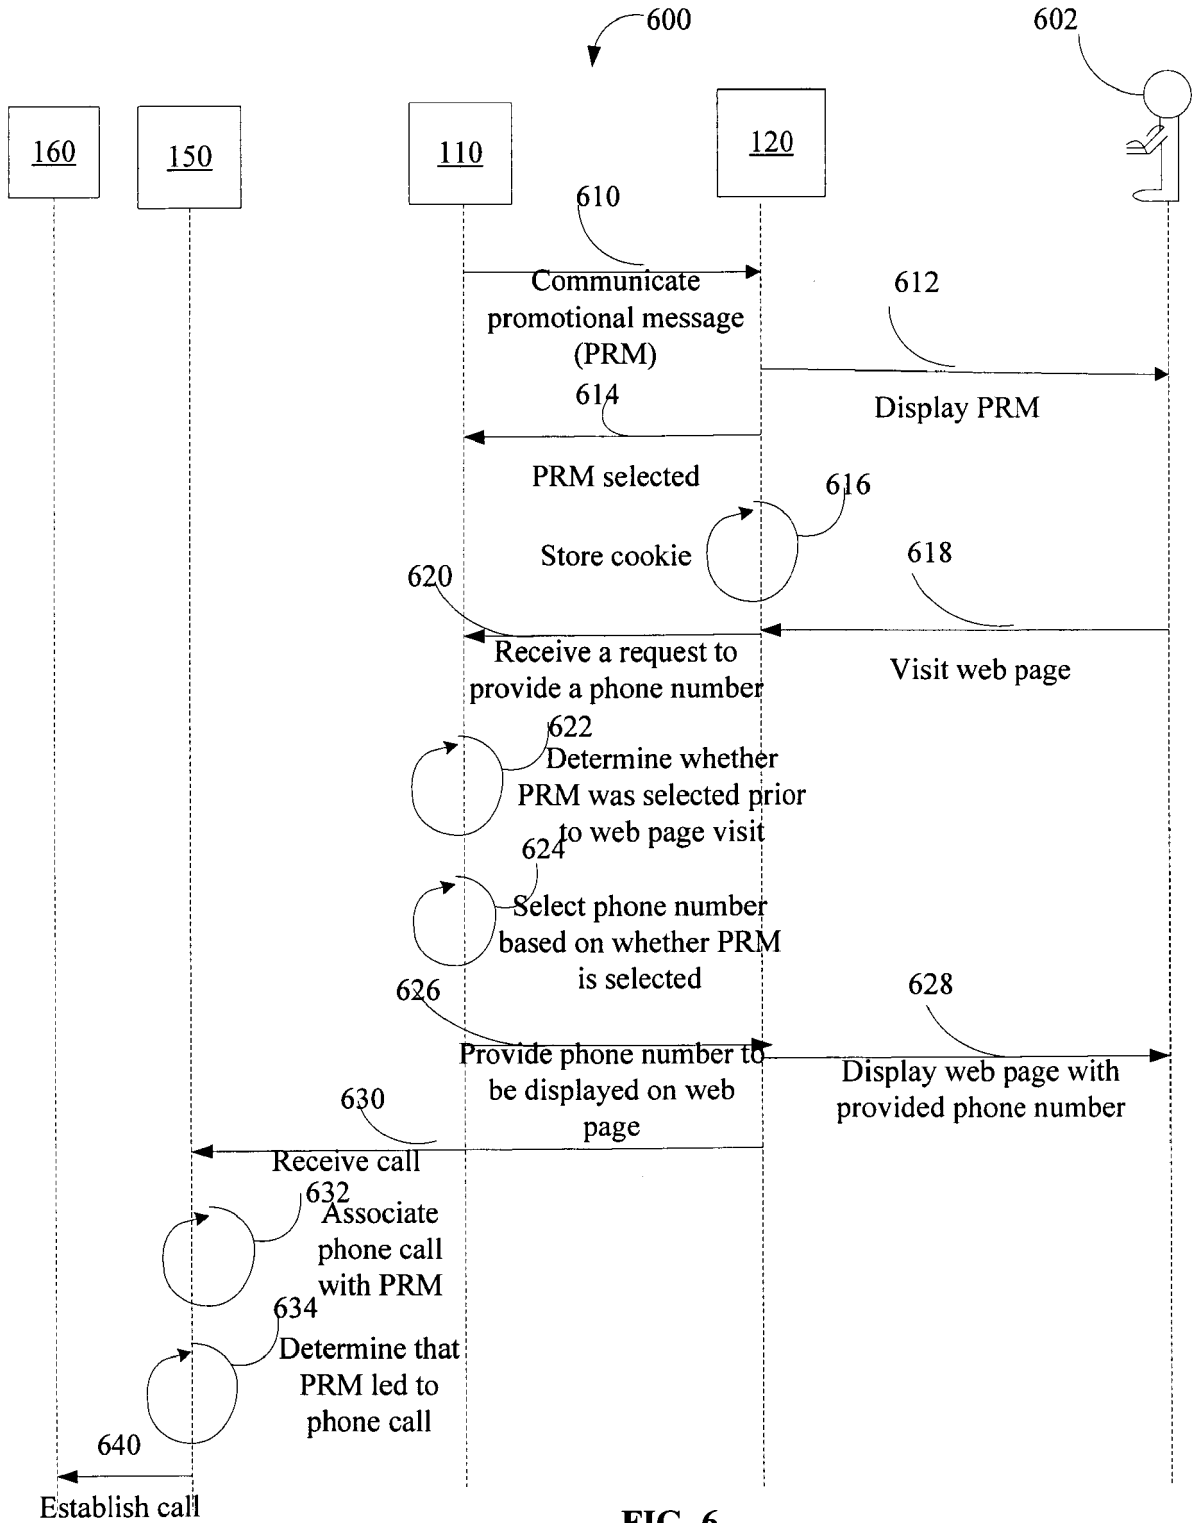 600
602
160
150
110
120
610
Communicate
promotional message
(PRM)
612
Display PRM
614
PRM selected
616
Store cookie
618
Visit web page
620
Receive a request to
provide a phone number
622
Determine whether
PRM was selected prior
to web page visit
624
Select phone number
based on whether PRM
is selected
626
Provide phone number to
be displayed on web
page
628
Display web page with
provided phone number
630
Receive call
632
Associate
phone call
with PRM
634
Determine that
PRM led to
phone call
640
Establish call
FIG. 6